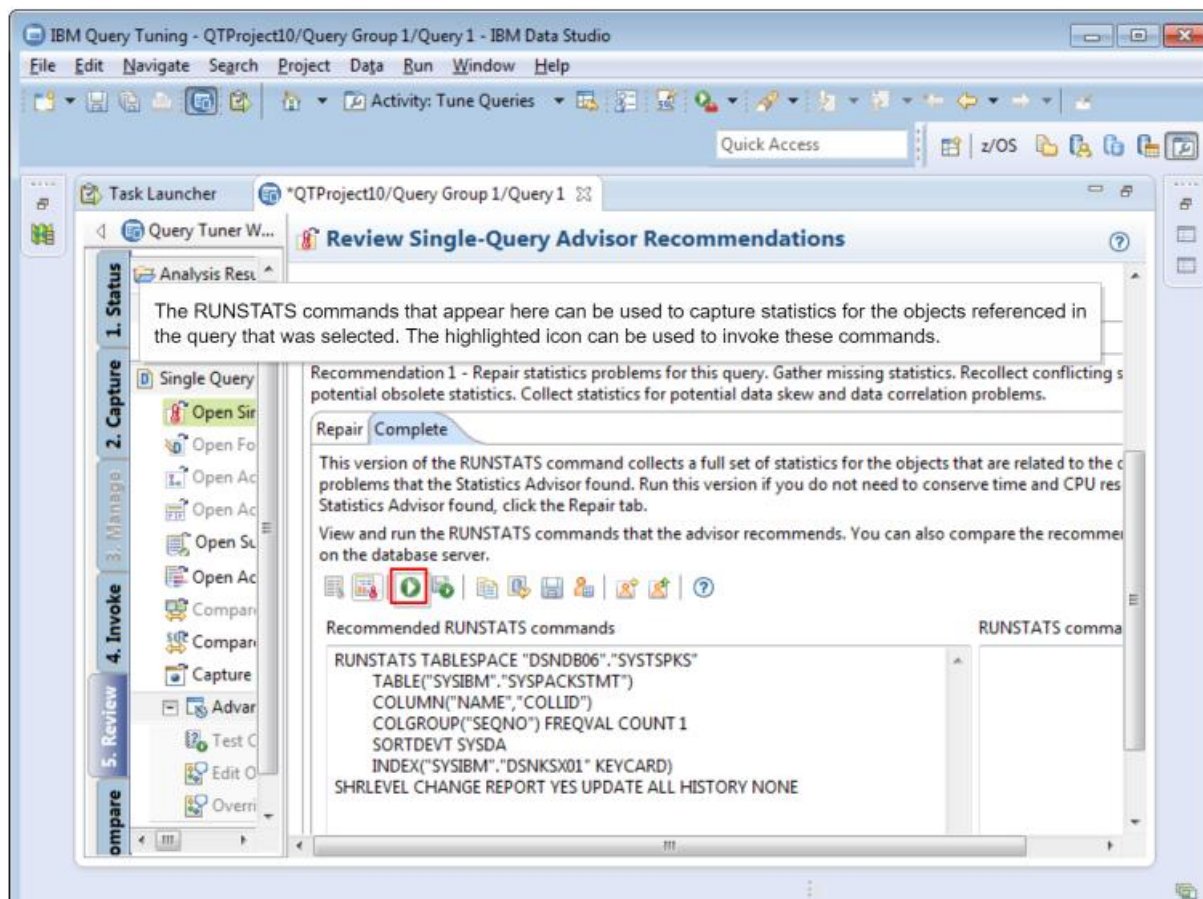 IBM Query Tuning - QTProject10/Query Group 1/Query 1 - IBM Data Studio
File Edit Navigate Search Project Data Run Window Help
Activity: Tune Queries
Quick Access
z/OS
Task Launcher
*QTProject10/Query Group 1/Query 1
Query Tuner W...
Review Single-Query Advisor Recommendations
1. Status
2. Capture
3. Manage
4. Invoke
5. Review
ompare
Analysis Resu
The RUNSTATS commands that appear here can be used to capture statistics for the objects referenced in
the query that was selected. The highlighted icon can be used to invoke these commands.
Single Query
Open Sin
Open Fo
Open Ac
Open Ac
Open Su
Open Ac
Compare
Compare
Capture
Advar
Test C
Edit O
Overri
Recommendation 1 - Repair statistics problems for this query. Gather missing statistics. Recollect conflicting s
potential obsolete statistics. Collect statistics for potential data skew and data correlation problems.
Repair Complete
This version of the RUNSTATS command collects a full set of statistics for the objects that are related to the c
problems that the Statistics Advisor found. Run this version if you do not need to conserve time and CPU res
Statistics Advisor found, click the Repair tab.
View and run the RUNSTATS commands that the advisor recommends. You can also compare the recommer
on the database server.
Recommended RUNSTATS commands
RUNSTATS comma
RUNSTATS TABLESPACE "DSNDB06"."SYSTSPKS"
TABLE("SYSIBM"."SYSPACKSTMT")
COLUMN("NAME","COLLID")
COLGROUP("SEQNO") FREQVAL COUNT 1
SORTDEVT SYSDA
INDEX("SYSIBM"."DSNKSX01" KEYCARD)
SHRLEVEL CHANGE REPORT YES UPDATE ALL HISTORY NONE